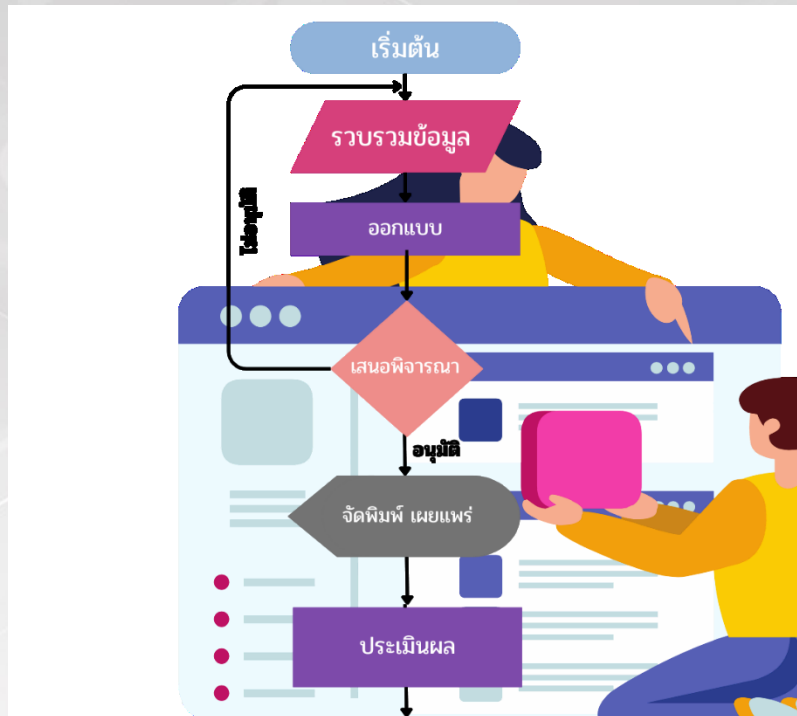 เริ่มต้น
รวบรวมข้อมูล
ออกแบบ
ไม่อนุมัติ
เสนอพิจารณา
อนุมัติ
จัดพิมพ์ เผยแพร่
ประเมินผล